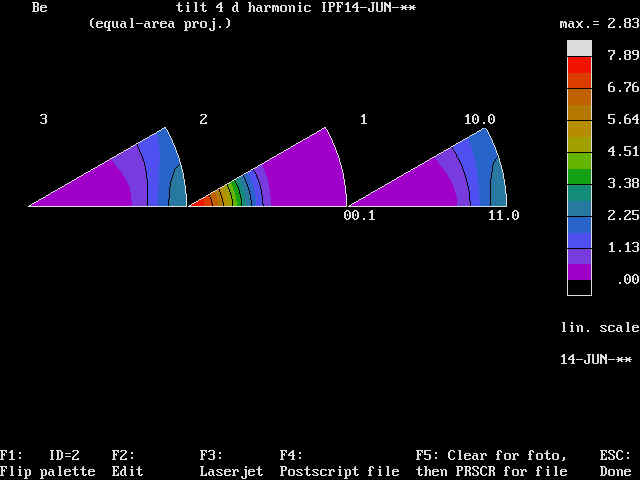 Be tilt 4 d harmonic IPF14-JUN-**
(equal-area proj.) max.= 2.83
7.89
6.76
5.64
4.51
3.38
2.25
1.13
.00
3 2 1 10.0
00.1 11.0
lin. scale
14-JUN-**
F1: ID=2 F2: F3: F4: F5: Clear for foto, ESC:
Flip palette Edit Laserjet Postscript file then PRSCR for file Done